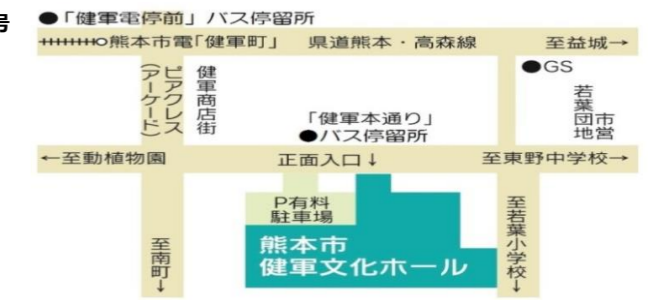 号
●「健軍電停前」バス停留所
熊本市電「健軍町」 県道熊本・高森線 至益城→
●GS
ピアクレス
(アーケード)
健軍商店街
若葉団地
市営
「健軍本通り」
●バス停留所
←至動植物園 正面入口↓ 至東野中学校→
P有料
駐車場
熊本市
健軍文化ホール
至南町↓
至若葉小学校↓